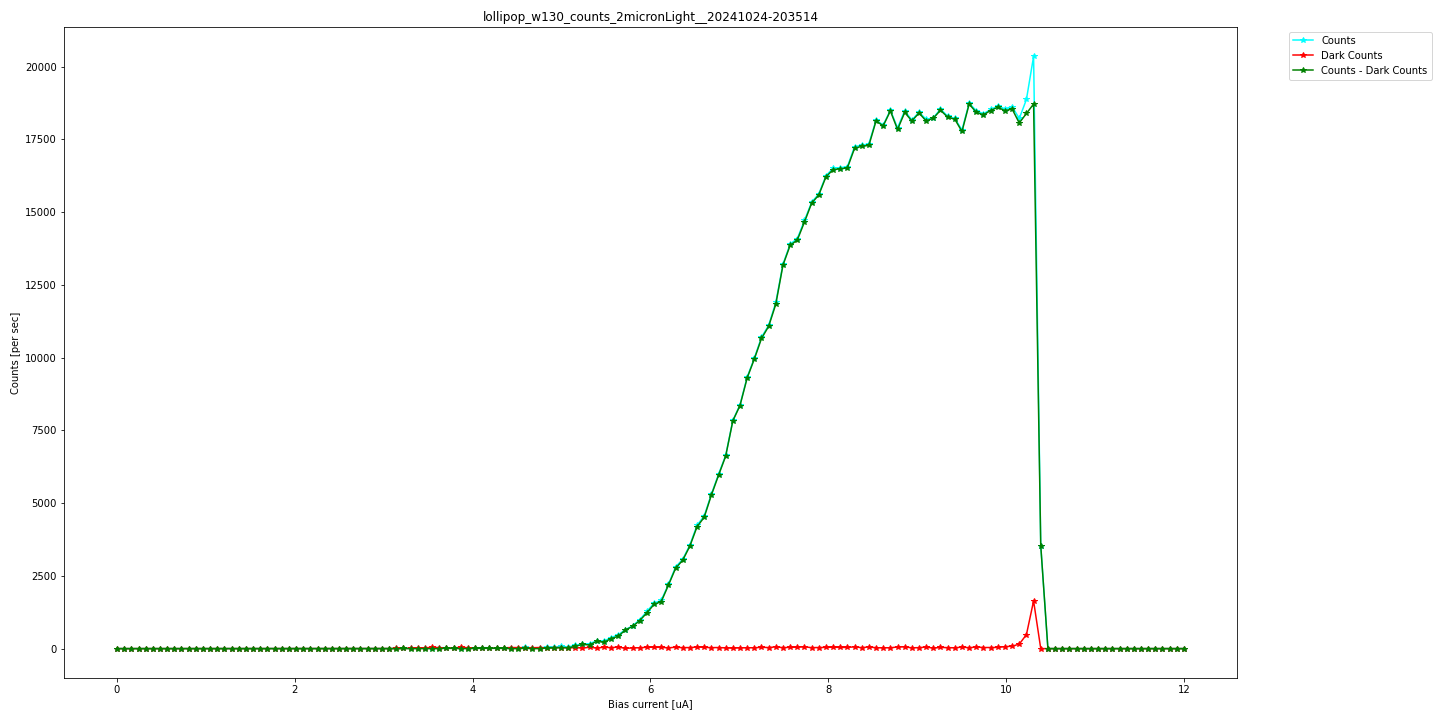 lollipop_w130_counts_2micronLight__20241024-203514
Counts
Dark Counts
Counts - Dark Counts
Counts [per sec]
20000
17500
15000
12500
10000
7500
5000
2500
0
0 2 4 6 8 10 12
Bias current [uA]